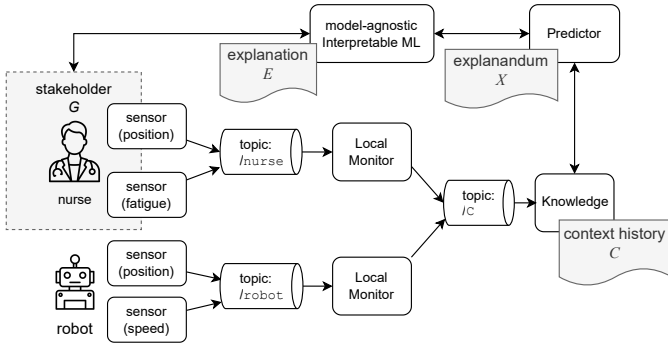 model-agnostic
Interpretable ML
Predictor
explanation
E
explanandum
X
stakeholder
G
nurse
sensor
(position)
sensor
(fatigue)
topic:
/nurse
Local
Monitor
topic:
/C
Knowledge
context history
C
robot
sensor
(position)
sensor
(speed)
topic:
/robot
Local
Monitor